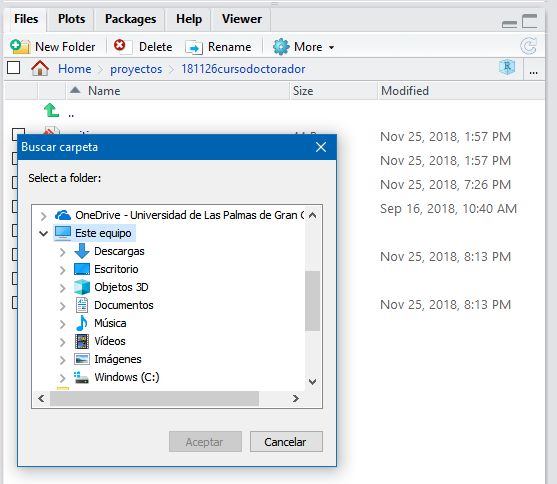 Files Plots Packages Help Viewer
New Folder Delete Rename More
Home proyectos 181126cursodoctorador ...
Name Size Modified
..
Nov 25, 2018, 1:57 PM
Buscar carpeta
Nov 25, 2018, 1:57 PM
Select a folder:
Nov 25, 2018, 7:26 PM
Sep 16, 2018, 10:40 AM
OneDrive - Universidad de Las Palmas de Gran
Este equipo
Descargas
Nov 25, 2018, 8:13 PM
Escritorio
Objetos 3D
Documentos
Nov 25, 2018, 8:13 PM
Música
Vídeos
Imágenes
Windows (C:)
Aceptar Cancelar